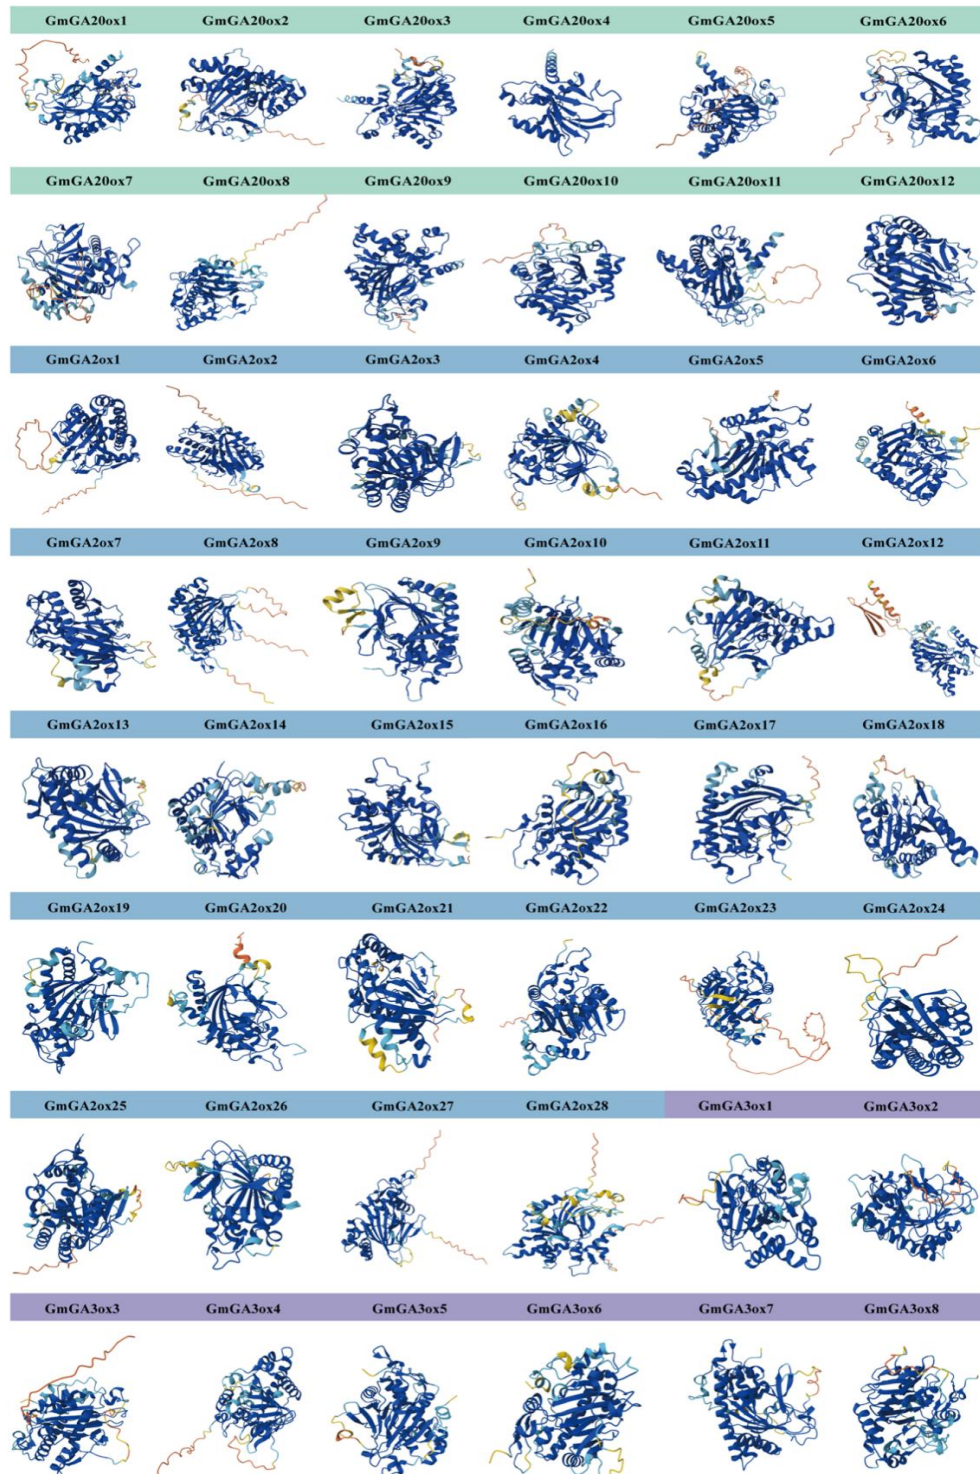 GmGA20ox1 GmGA20ox2 GmGA20ox3 GmGA20ox4 GmGA20ox5 GmGA20ox6
GmGA20ox7 GmGA20ox8 GmGA20ox9 GmGA20ox10 GmGA20ox11 GmGA20ox12
GmGA2ox1 GmGA2ox2 GmGA2ox3 GmGA2ox4 GmGA2ox5 GmGA2ox6
GmGA2ox7 GmGA2ox8 GmGA2ox9 GmGA2ox10 GmGA2ox11 GmGA2ox12
GmGA2ox13 GmGA2ox14 GmGA2ox15 GmGA2ox16 GmGA2ox17 GmGA2ox18
GmGA2ox19 GmGA2ox20 GmGA2ox21 GmGA2ox22 GmGA2ox23 GmGA2ox24
GmGA2ox25 GmGA2ox26 GmGA2ox27 GmGA2ox28 GmGA3ox1 GmGA3ox2
GmGA3ox3 GmGA3ox4 GmGA3ox5 GmGA3ox6 GmGA3ox7 GmGA3ox8